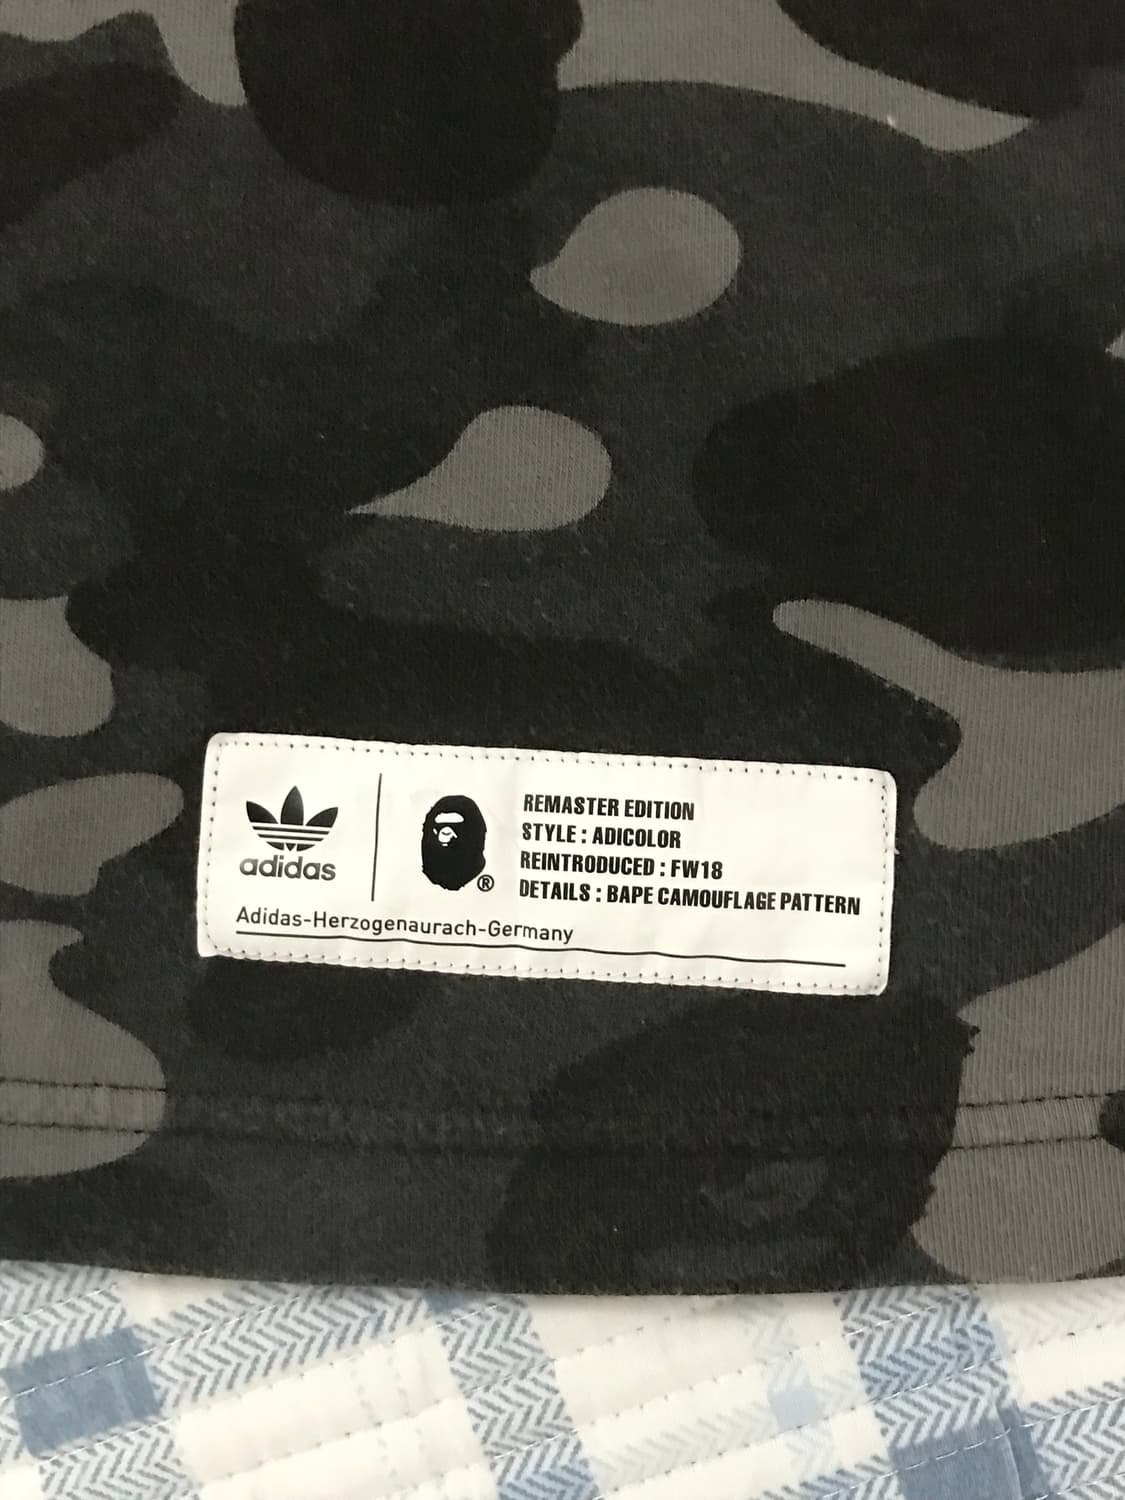 adidas
®
REMASTER EDITION
STYLE : ADICOLOR
REINTRODUCED : FW18
DETAILS : BAPE CAMOUFLAGE PATTERN
Adidas-Herzogenaurach-Germany